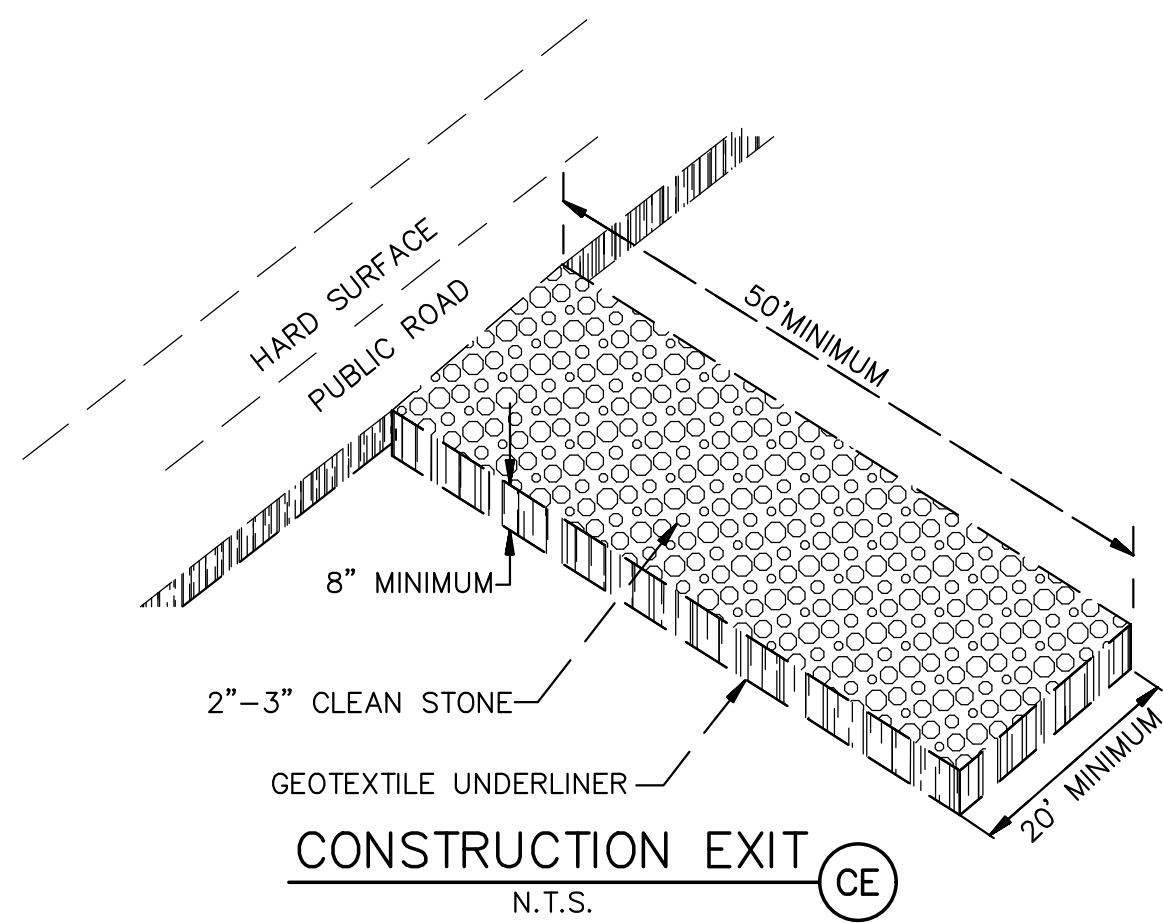 HARD SURFACE
PUBLIC ROAD
50'MINIMUM
8" MINIMUM
2"-3" CLEAN STONE
GEOTEXTILE UNDERLINER
20' MINIMUM
CONSTRUCTION EXIT
CE
N.T.S.